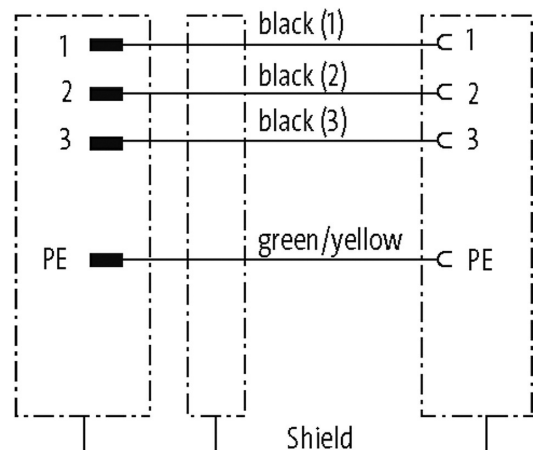 1 black (1) 1
2 black (2) 2
3 black (3) 3
PE green/yellow PE
Shield